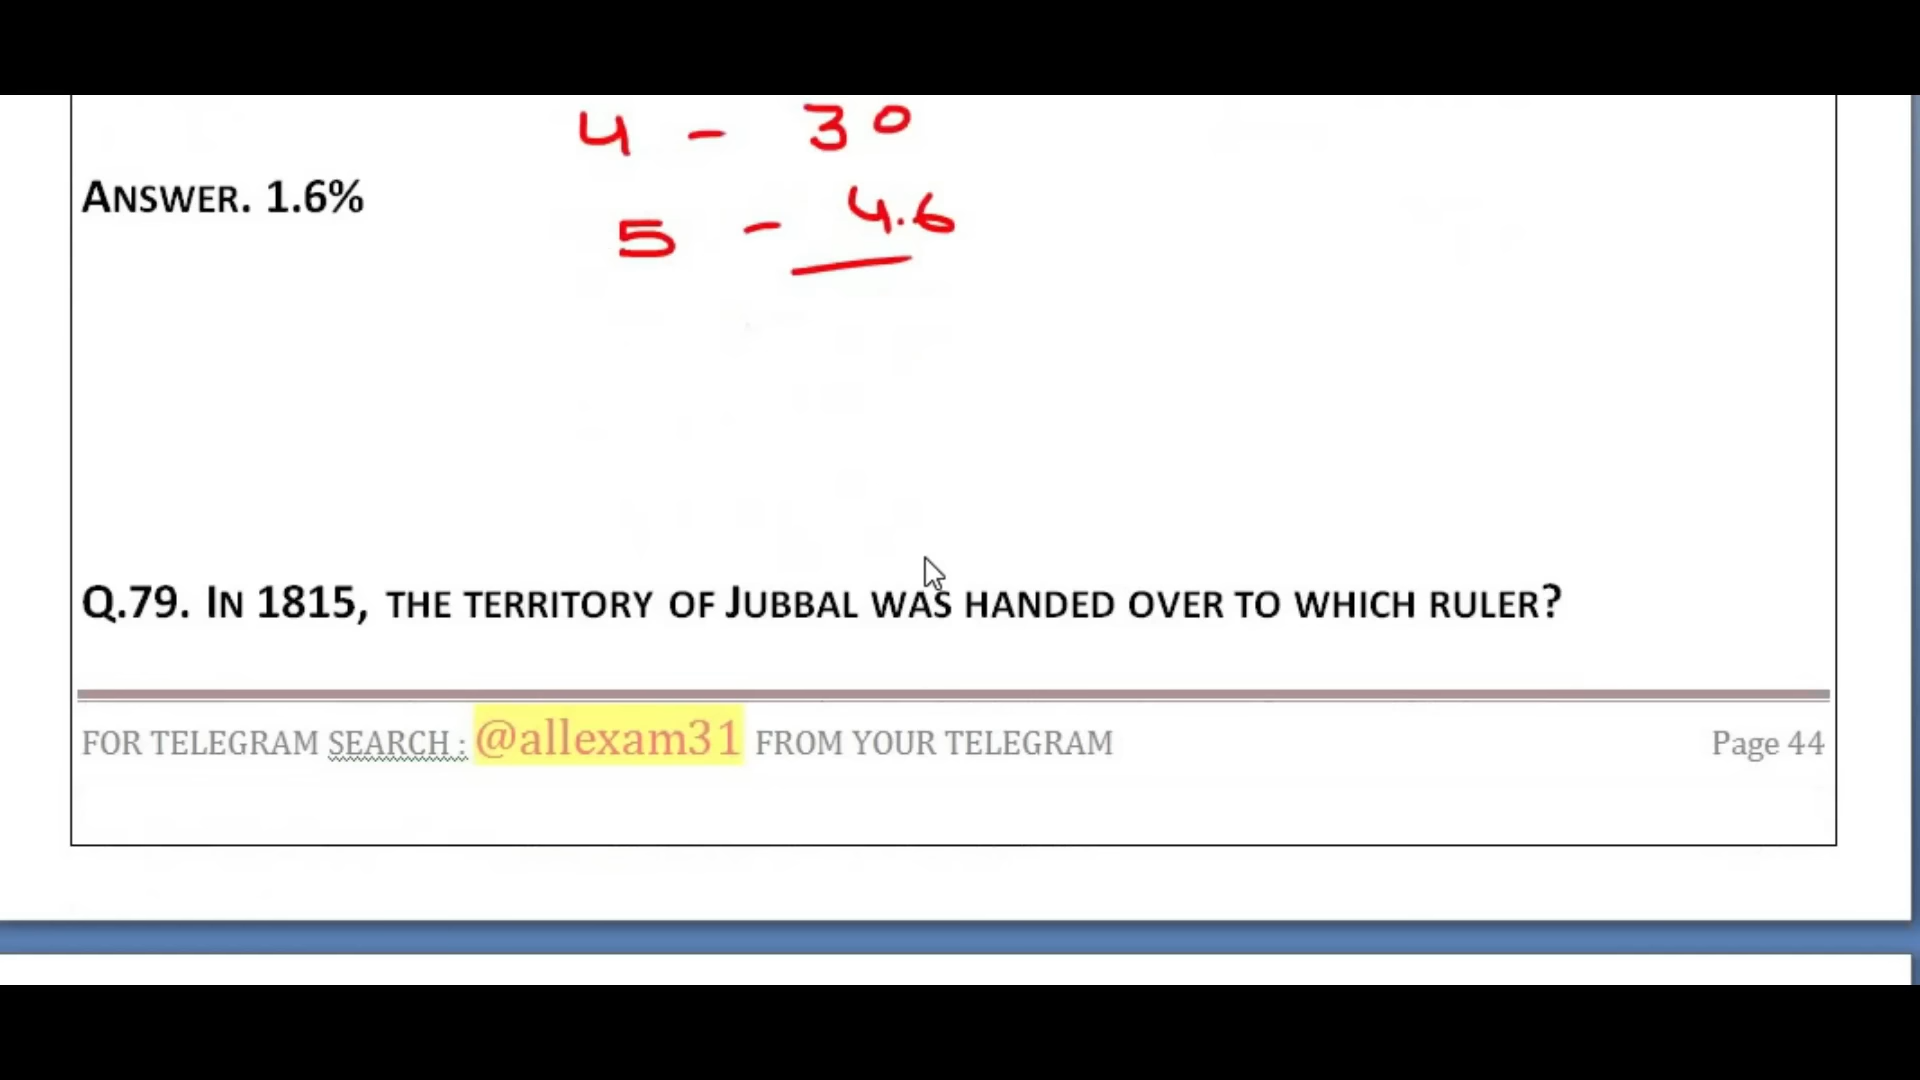 4 - 30
ANSWER. 1.6%
5 - 4.6
Q.79. IN 1815, THE TERRITORY OF JUBBAL WAS HANDED OVER TO WHICH RULER?
FOR TELEGRAM SEARCH : @allexam31 FROM YOUR TELEGRAM Page 44